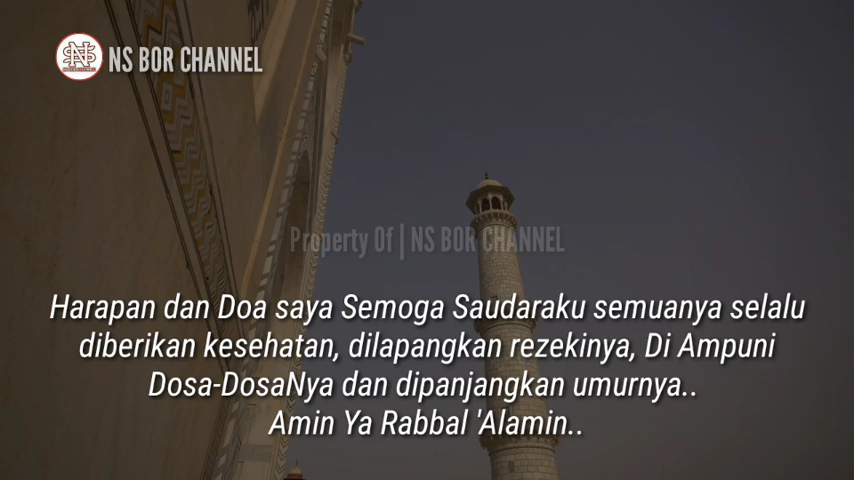 NS BOR CHANNEL
Property Of | NS BOR CHANNEL
Harapan dan Doa saya Semoga Saudaraku semuanya selalu
diberikan kesehatan, dilapangkan rezekinya, Di Ampuni
Dosa-DosaNya dan dipanjangkan umurnya..
Amin Ya Rabbal 'Alamin..